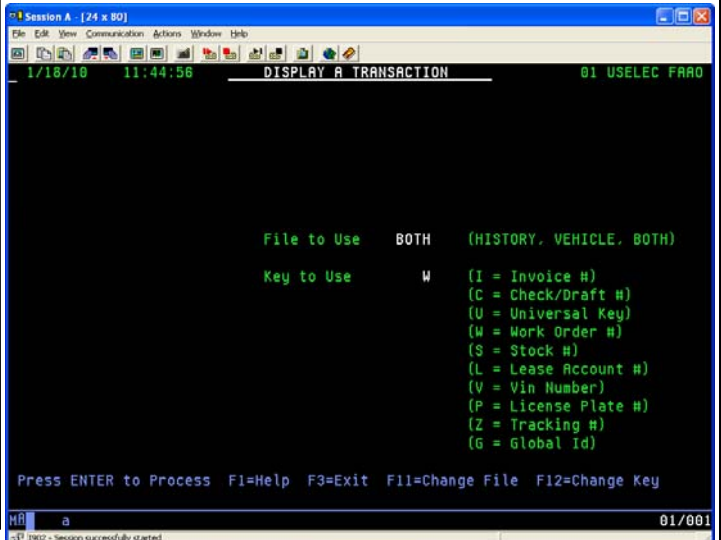 Session A - [24 x 80]
File Edit View Communication Actions Window Help
1/18/10 11:44:56 DISPLAY A TRANSACTION 01 USELEC FAAO
File to Use BOTH (HISTORY, VEHICLE, BOTH)
Key to Use W (I = Invoice #)
(C = Check/Draft #)
(U = Universal Key)
(W = Work Order #)
(S = Stock #)
(L = Lease Account #)
(V = Vin Number)
(P = License Plate #)
(Z = Tracking #)
(G = Global Id)
Press ENTER to Process F1=Help F3=Exit F11=Change File F12=Change Key
MA a 01/001
I902 - Session successfully started